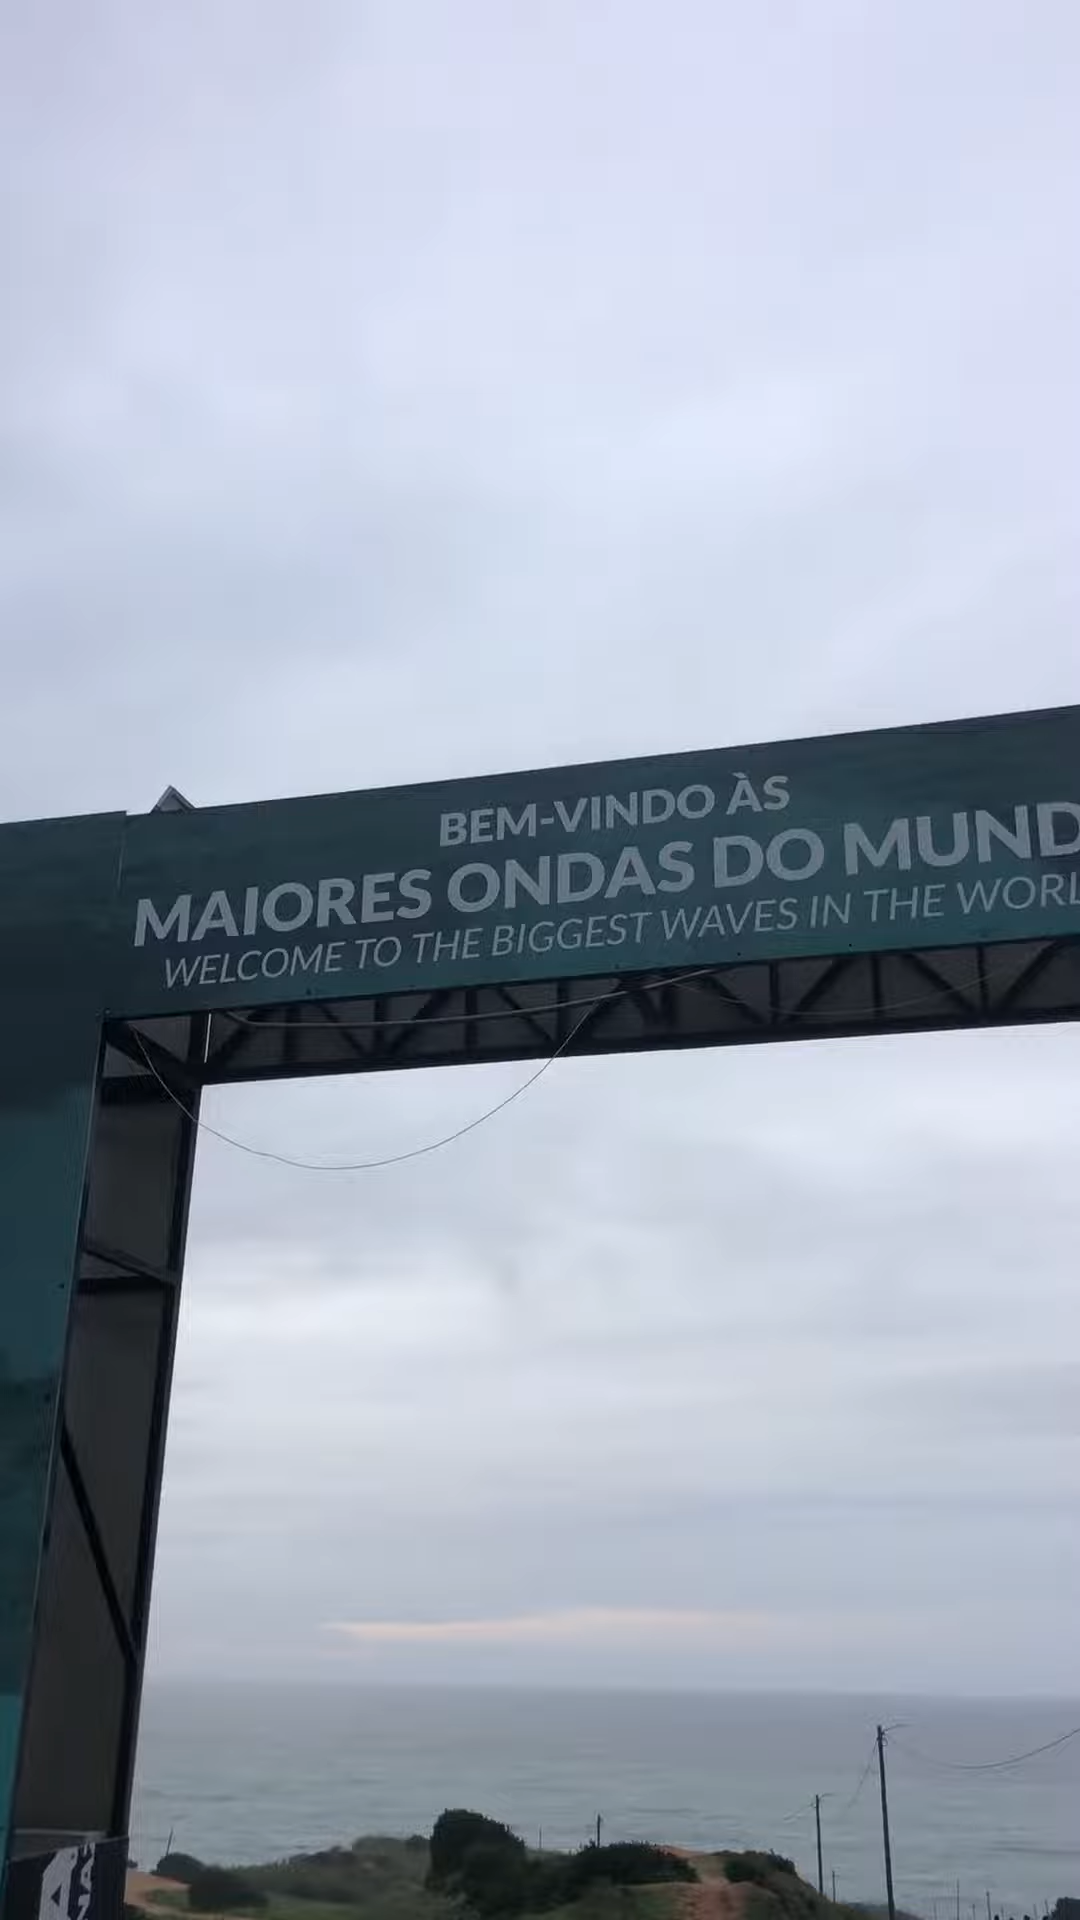 BEM-VINDO ÀS
MAIORES ONDAS DO MUND
WELCOME TO THE BIGGEST WAVES IN THE WORL